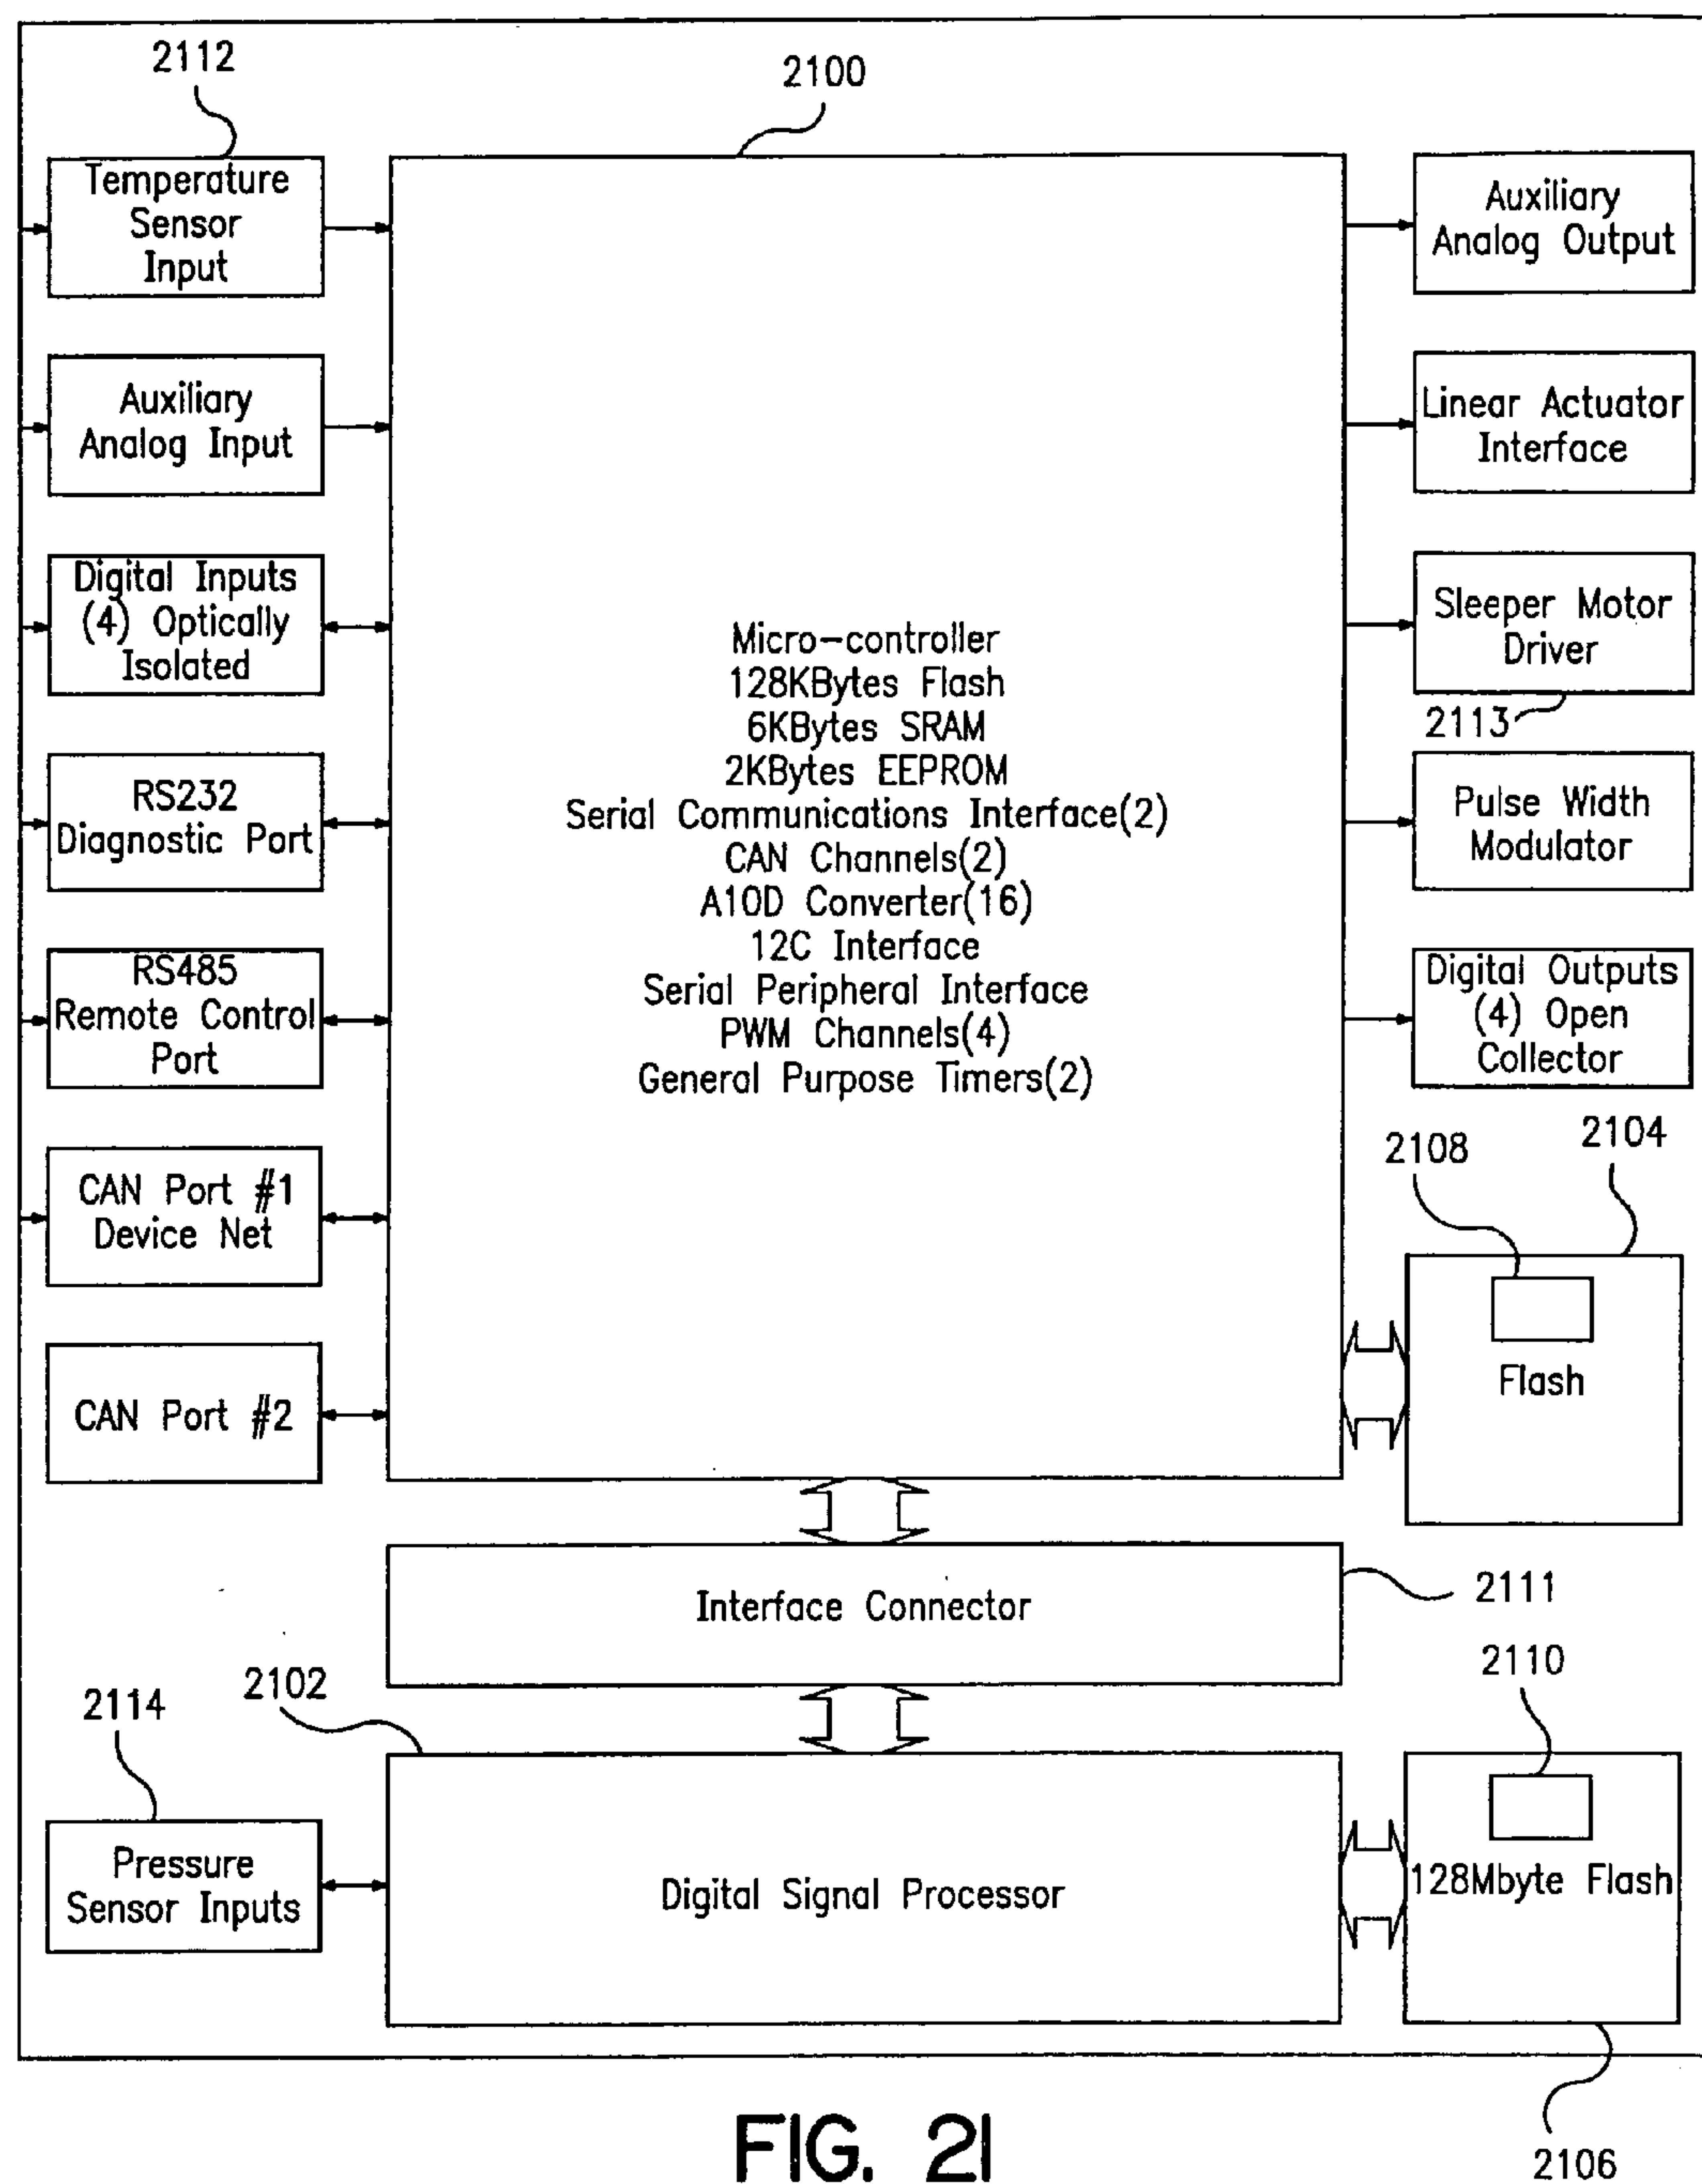 2112
2100
Temperature
Sensor
Input
Auxiliary
Analog Input
Digital Inputs
(4) Optically
Isolated
RS232
Diagnostic Port
RS485
Remote Control
Port
CAN Port #1
Device Net
CAN Port #2
Micro-controller
128KBytes Flash
6KBytes SRAM
2KBytes EEPROM
Serial Communications Interface(2)
CAN Channels(2)
A10D Converter(16)
12C Interface
Serial Peripheral Interface
PWM Channels(4)
General Purpose Timers(2)
Auxiliary
Analog Output
Linear Actuator
Interface
Sleeper Motor
Driver
2113
Pulse Width
Modulator
Digital Outputs
(4) Open
Collector
2108
2104
Flash
Interface Connector
2111
2114
2102
2110
Pressure
Sensor Inputs
Digital Signal Processor
128Mbyte Flash
2106
FIG. 21